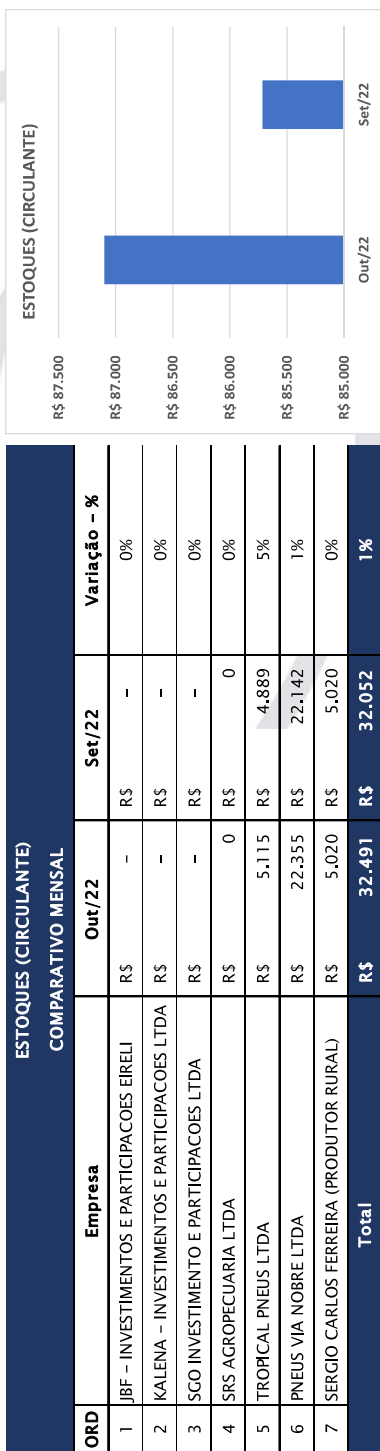 ESTOQUES (CIRCULANTE)
COMPARATIVO MENSAL
ORD Empresa Out/22 Set/22 Variação - %
1 JBF - INVESTIMENTOS E PARTICIPACOES EIRELI R$ - R$ - 0%
2 KALENA - INVESTIMENTOS E PARTICIPACOES LTDA R$ - R$ - 0%
3 SGO INVESTIMENTO E PARTICIPACOES LTDA R$ - R$ - 0%
4 SRS AGROPECUARIA LTDA R$ 0 R$ 0 0%
5 TROPICAL PNEUS LTDA R$ 5.115 R$ 4.889 5%
6 PNEUS VIA NOBRE LTDA R$ 22.355 R$ 22.142 1%
7 SERGIO CARLOS FERREIRA (PRODUTOR RURAL) R$ 5.020 R$ 5.020 0%
Total R$ 32.491 R$ 32.052 1%
ESTOQUES (CIRCULANTE)
R$ 87.500
R$ 87.000
R$ 86.500
R$ 86.000
R$ 85.500
R$ 85.000
Out/22 Set/22